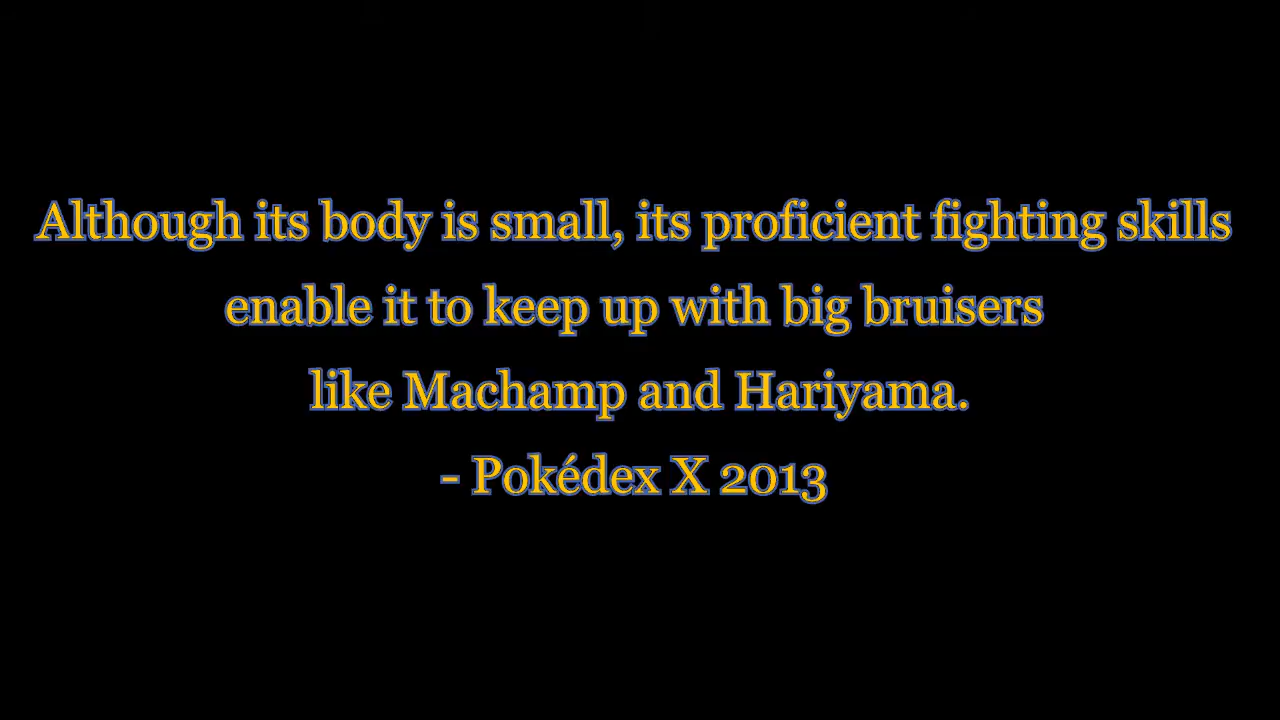 Although its body is small, its proficient fighting skills
enable it to keep up with big bruisers
like Machamp and Hariyama.
- Pokédex X 2013